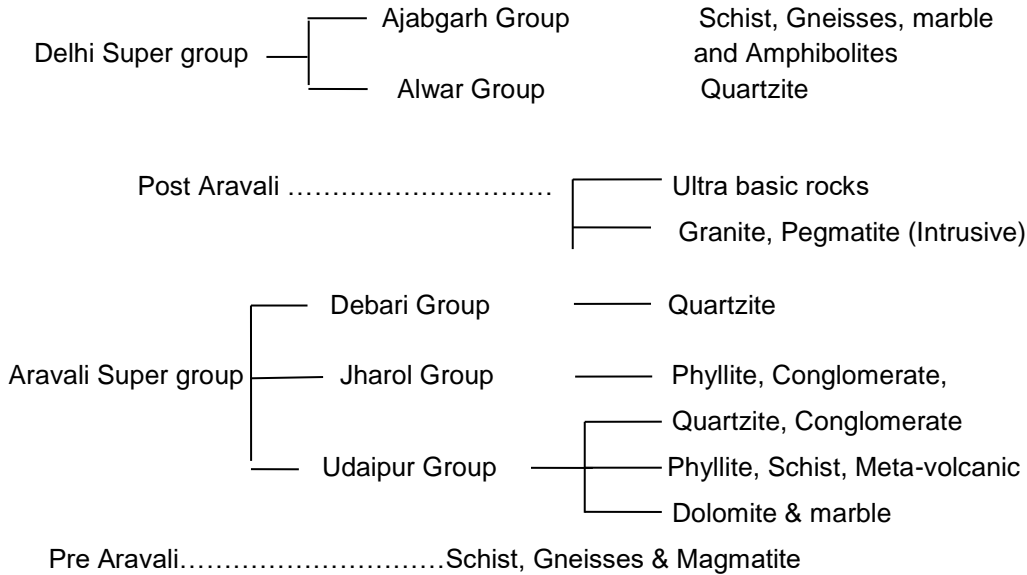 Ajabgarh Group Schist, Gneisses, marble
Delhi Super group and Amphibolites
Alwar Group Quartzite
Post Aravali ………………………… Ultra basic rocks
Granite, Pegmatite (Intrusive)
Debari Group Quartzite
Aravali Super group Jharol Group Phyllite, Conglomerate,
Quartzite, Conglomerate
Udaipur Group Phyllite, Schist, Meta-volcanic
Dolomite & marble
Pre Aravali…………………………Schist, Gneisses & Magmatite